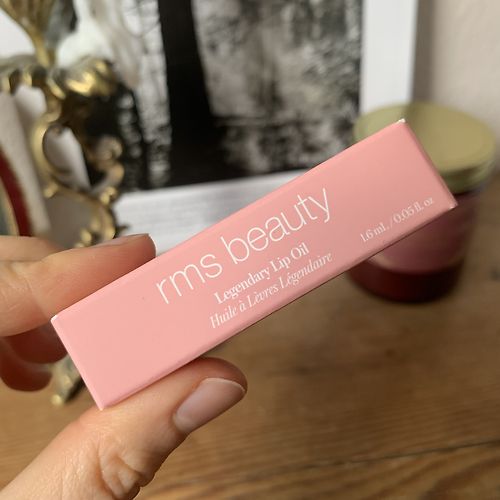 rms beauty
Legendary Lip Oil
Huile à Lèvres Légendaire
1.6 mL / 0.05 fl. oz